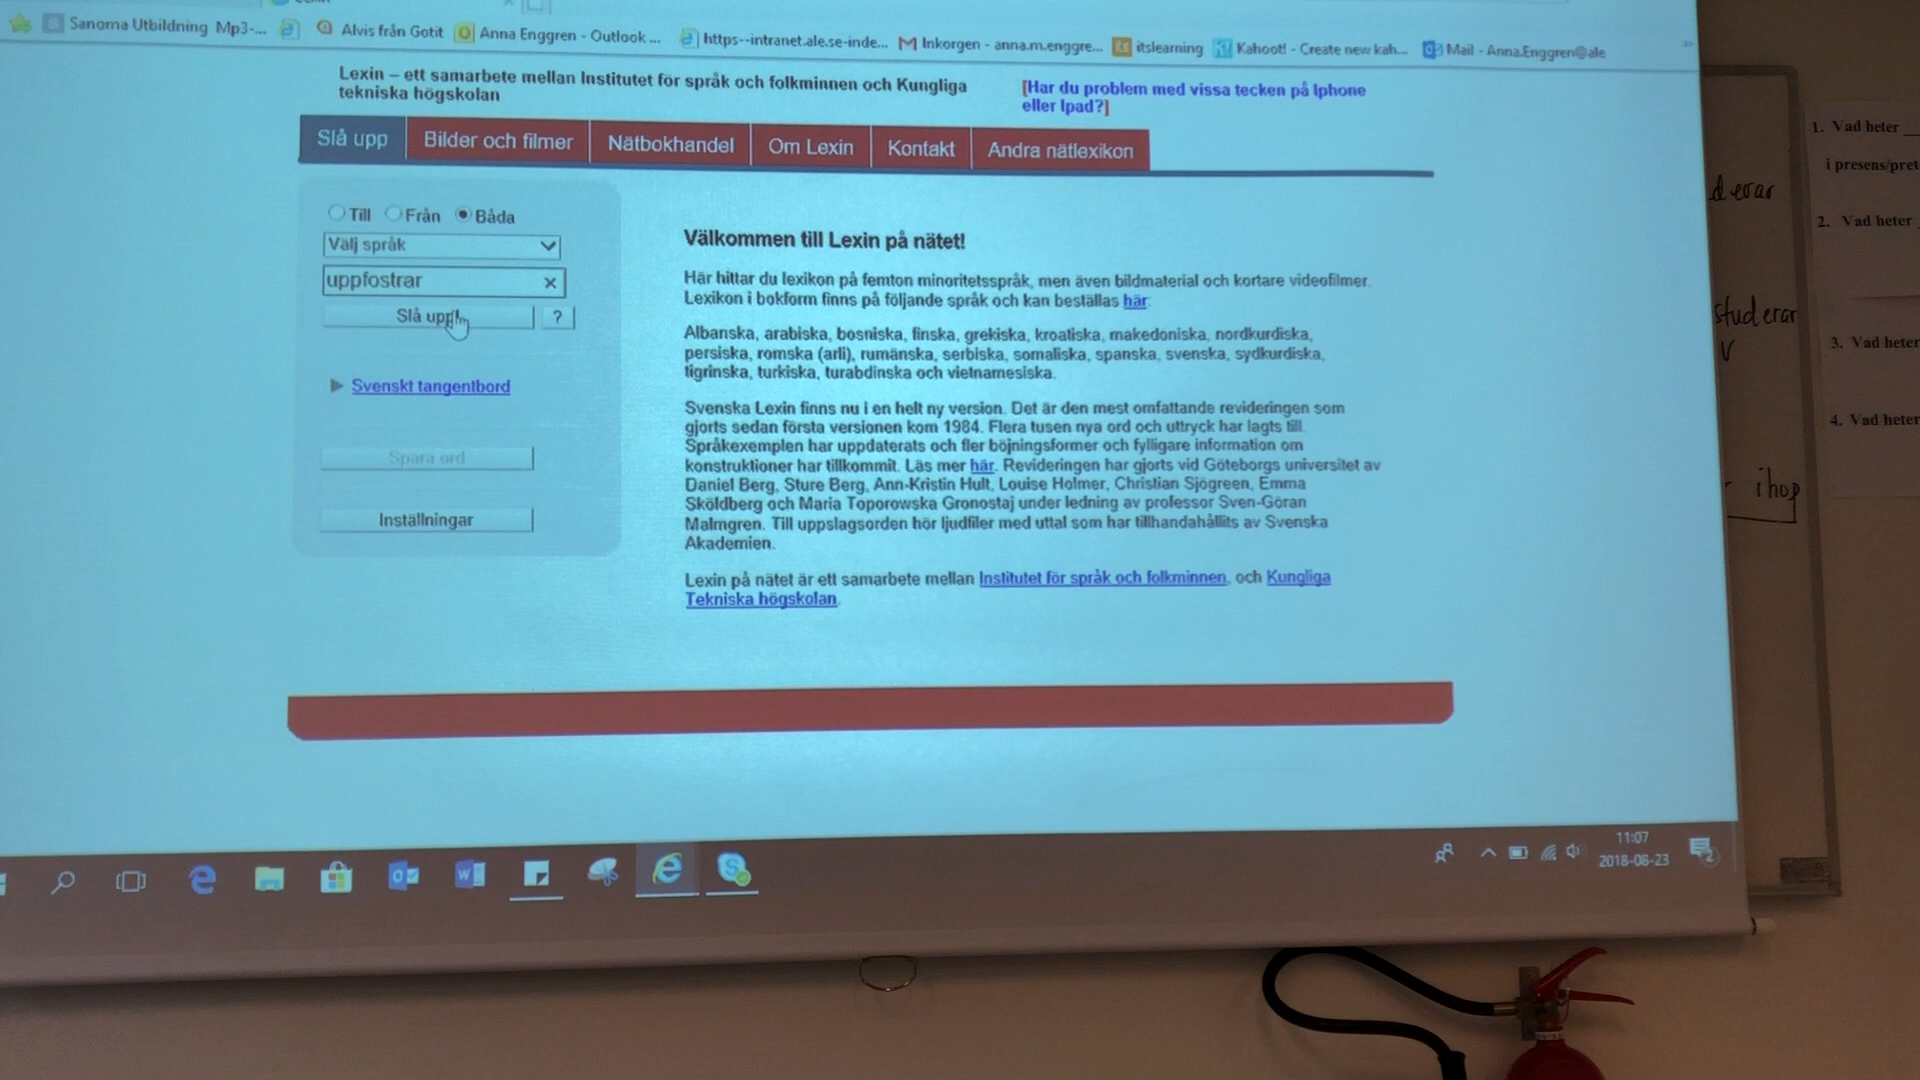 Sanoma Utbildning Mp3-...
Alvis från Gotit
Anna Enggren - Outlook ...
https--intranet.ale.se-inde...
Inkorgen - anna.m.enggre...
itslearning
Kahoot! - Create new kah...
Mail - Anna.Enggren@ale
Lexin – ett samarbete mellan Institutet för språk och folkminnen och Kungliga
tekniska högskolan
[Har du problem med vissa tecken på Iphone
eller Ipad?]
Slå upp
Bilder och filmer
Nätbokhandel
Om Lexin
Kontakt
Andra nätlexikon
Till Från Båda
Välj språk
uppfostrar
Slå upp!
?
Svenskt tangentbord
Spara ord
Inställningar
Välkommen till Lexin på nätet!
Här hittar du lexikon på femton minoritetsspråk, men även bildmaterial och kortare videofilmer.
Lexikon i bokform finns på följande språk och kan beställas här.
Albanska, arabiska, bosniska, finska, grekiska, kroatiska, makedoniska, nordkurdiska,
persiska, romska (arli), rumänska, serbiska, somaliska, spanska, svenska, sydkurdiska,
tigrinska, turkiska, turabdinska och vietnamesiska.
Svenska Lexin finns nu i en helt ny version. Det är den mest omfattande revideringen som
gjorts sedan första versionen kom 1984. Flera tusen nya ord och uttryck har lagts till.
Språkexemplen har uppdaterats och fler böjningsformer och fylligare information om
konstruktioner har tillkommit. Läs mer här. Revideringen har gjorts vid Göteborgs universitet av
Daniel Berg, Sture Berg, Ann-Kristin Hult, Louise Holmer, Christian Sjögreen, Emma
Sköldberg och Maria Toporowska Gronostaj under ledning av professor Sven-Göran
Malmgren. Till uppslagsorden hör ljudfiler med uttal som har tillhandahållits av Svenska
Akademien.
Lexin på nätet är ett samarbete mellan Institutet för språk och folkminnen, och Kungliga
Tekniska högskolan.
11:07
2018-08-23
2
derar
studerar
v
ihop
1. Vad heter
i presens/pret
2. Vad heter
3. Vad heter
4. Vad heter